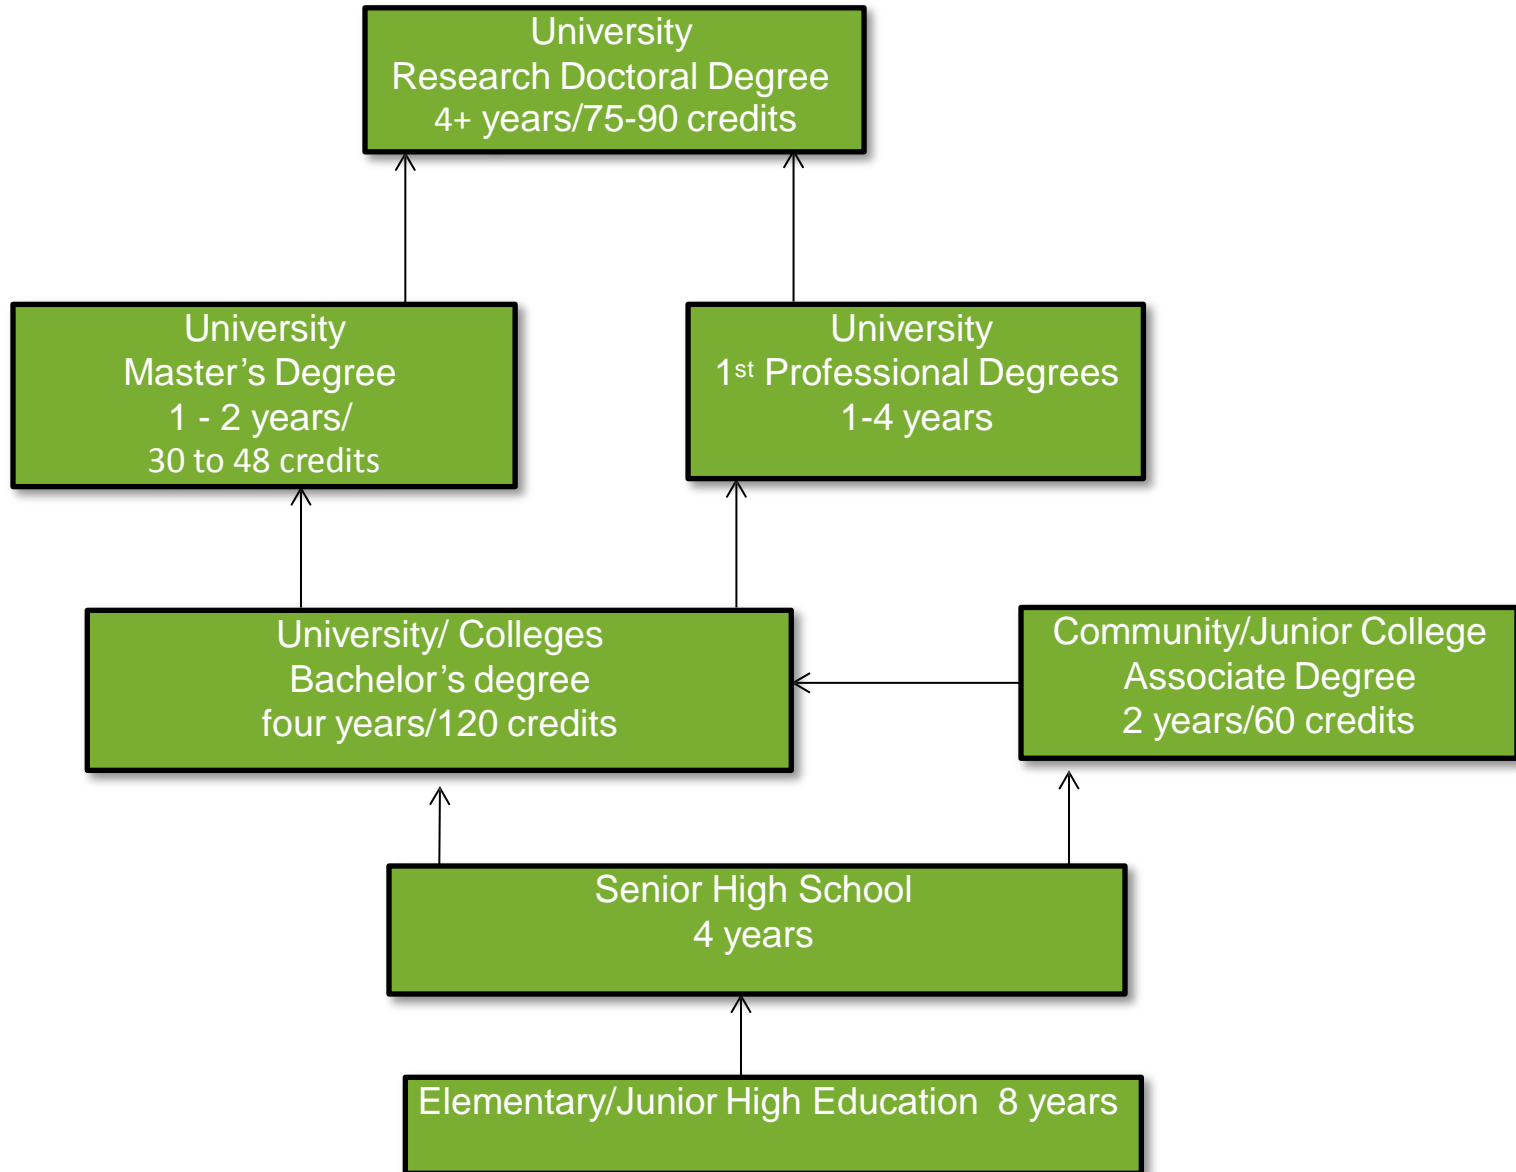 University
Research Doctoral Degree
4+ years/75-90 credits
University
Master’s Degree
1 - 2 years/
30 to 48 credits
University
1st Professional Degrees
1-4 years
University/ Colleges
Bachelor’s degree
four years/120 credits
Community/Junior College
Associate Degree
2 years/60 credits
Senior High School
4 years
Elementary/Junior High Education  8 years